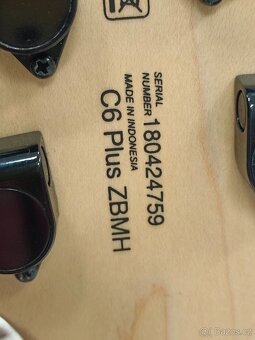 SERIAL
NUMBER 180424759
MADE IN INDONESIA
C6 Plus ZBMH